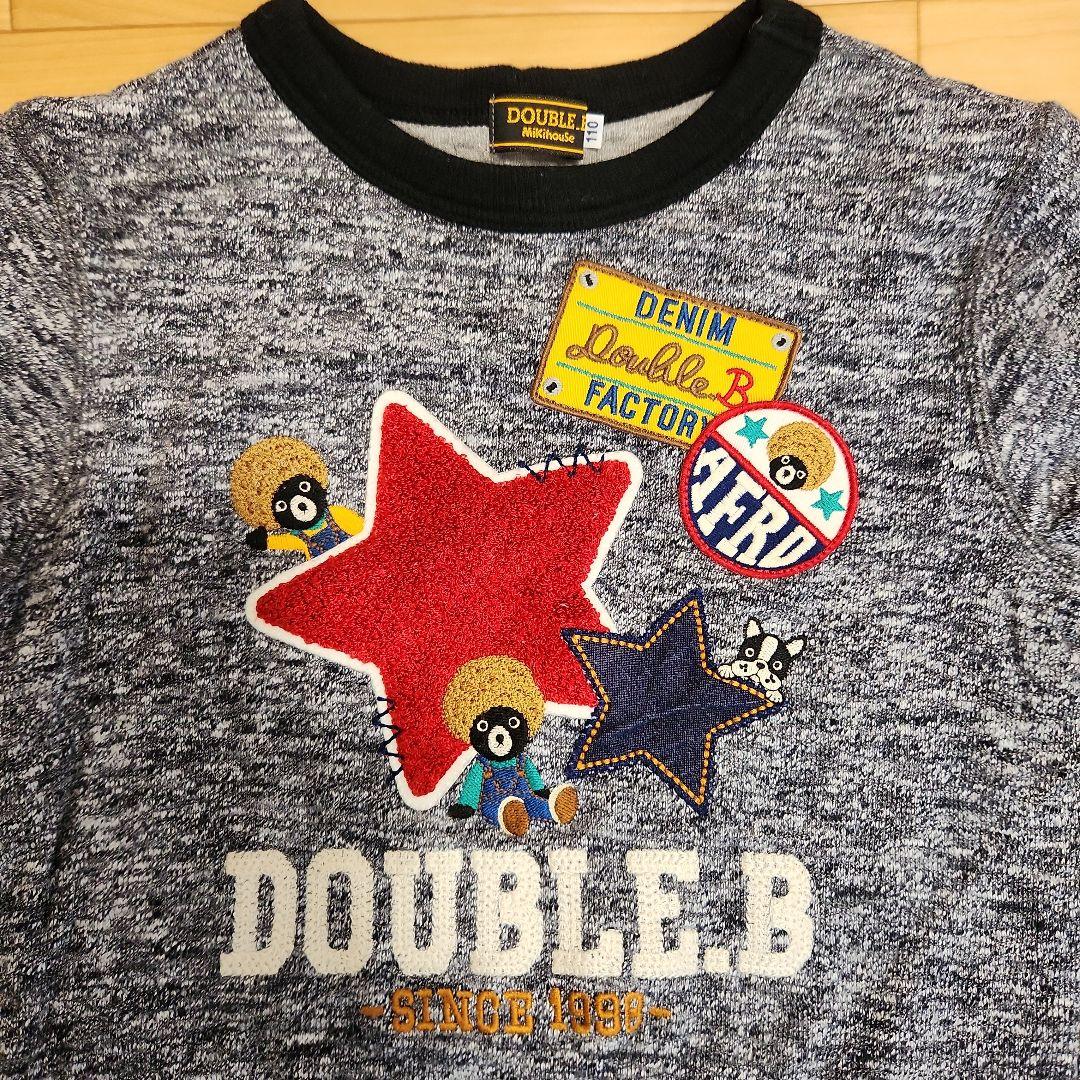 DOUBLE.B
MIKIHOUSE
110
DENIM
Double.B
FACTORY
AFRO
DOUBLE.B
-SINCE 1998-